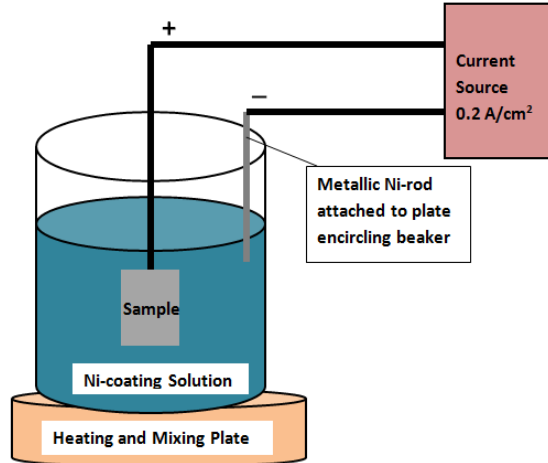 +
Current
Source
0.2 A/cm²
–
Metallic Ni-rod
attached to plate
encircling beaker
Sample
Ni-coating Solution
Heating and Mixing Plate